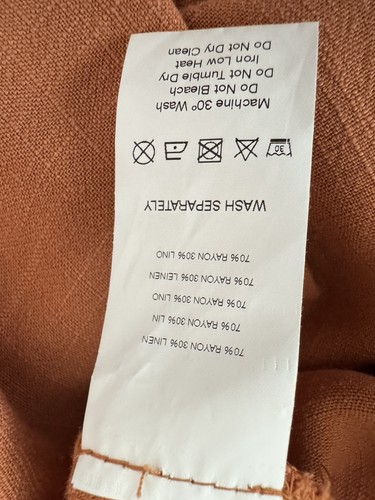 70% RAYON 30% LINEN
70% RAYON 30% LIN
70% RAYON 30% LINO
70% RAYON 30% LEINEN
70% RAYON 30% LINO
WASH SEPARATELY
30
Machine 30° Wash
Do Not Bleach
Do Not Tumble Dry
Iron Low Heat
Do Not Dry Clean